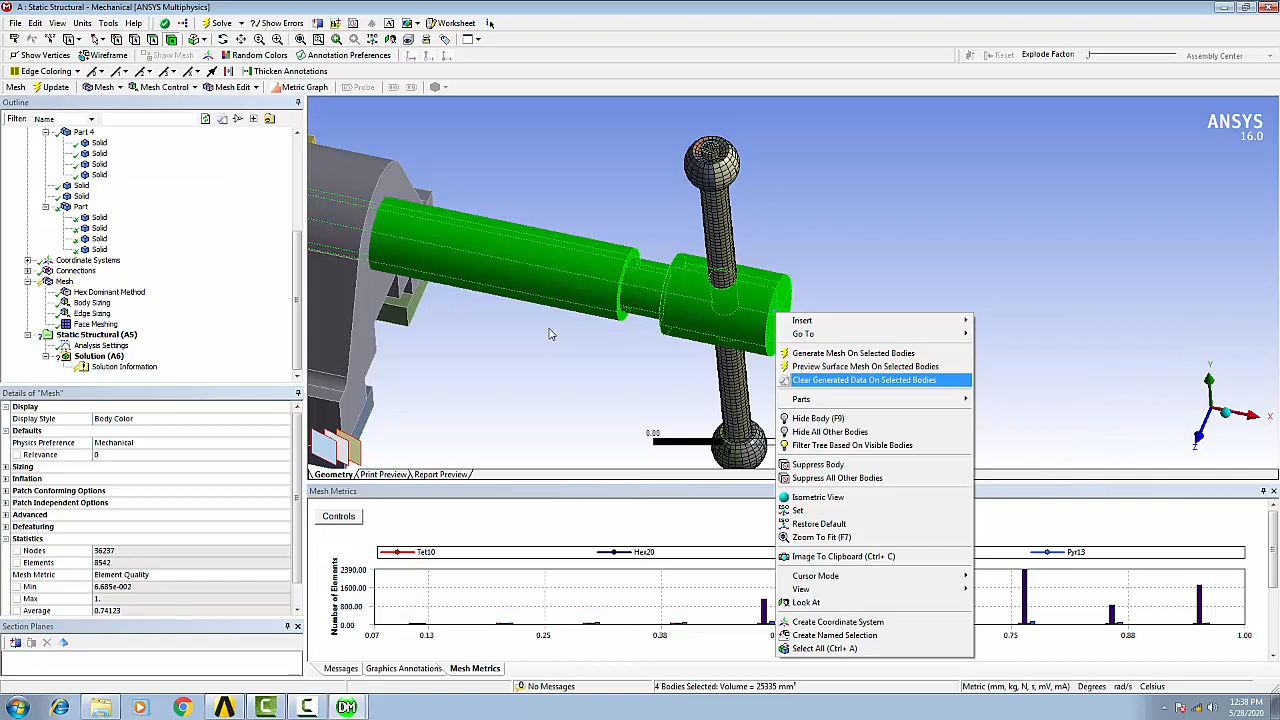 A : Static Structural - Mechanical [ANSYS Multiphysics]
File Edit View Units Tools Help Solve ?/ Show Errors Worksheet
Show Vertices Wireframe Show Mesh Random Colors Annotation Preferences Reset Explode Factor: Assembly Center
Edge Coloring Thicken Annotations
Mesh Update Mesh Mesh Control Mesh Edit Metric Graph Probe
Outline
Filter: Name
Part 4
Solid
Solid
Solid
Solid
Solid
Solid
Part
Solid
Solid
Solid
Solid
Coordinate Systems
Connections
Mesh
Hex Dominant Method
Body Sizing
Edge Sizing
Face Meshing
Static Structural (A5)
Analysis Settings
Solution (A6)
Solution Information
Details of "Mesh"
Display
Display Style Body Color
Defaults
Physics Preference Mechanical
Relevance 0
Sizing
Inflation
Patch Conforming Options
Patch Independent Options
Advanced
Defeaturing
Statistics
Nodes 36237
Elements 8542
Mesh Metric Element Quality
Min 6.685e-002
Max 1.
Average 0.74123
Section Planes
ANSYS
16.0
0.00
Y
X
Z
Insert
Go To
Generate Mesh On Selected Bodies
Preview Surface Mesh On Selected Bodies
Clear Generated Data On Selected Bodies
Parts
Hide Body (F9)
Hide All Other Bodies
Filter Tree Based On Visible Bodies
Suppress Body
Suppress All Other Bodies
Isometric View
Set
Restore Default
Zoom To Fit (F7)
Image To Clipboard (Ctrl+ C)
Cursor Mode
View
Look At
Create Coordinate System
Create Named Selection
Select All (Ctrl+ A)
Geometry Print Preview Report Preview
Mesh Metrics
Controls
Tet10 Hex20 Pyr13
Number of Elements
2390.00
1600.00
800.00
0.00
0.07 0.13 0.25 0.38 0.75 0.88 1.00
Messages Graphics Annotations Mesh Metrics
No Messages 4 Bodies Selected: Volume = 25335 mm³ Metric (mm, kg, N, s, mV, mA) Degrees rad/s Celsius
DM
12:38 PM
5/28/2020